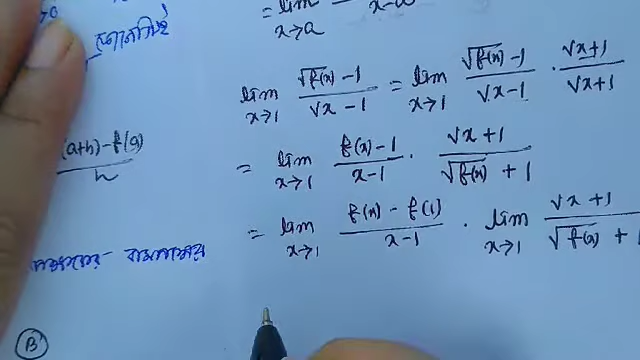 = lim
x→a
x-a
lim x→1 (√f(x) - 1)/(√x - 1) = lim x→1 (√f(x) - 1)/(√x - 1) · (√x+1)/(√x+1)
(a+h) - f(a)
h
= lim x→1 (f(x) - 1)/(x-1) · (√x + 1)/(√f(x) + 1)
= lim x→1 (f(x) - f(1))/(x-1) · lim x→1 (√x + 1)/(√f(x) + 1
B